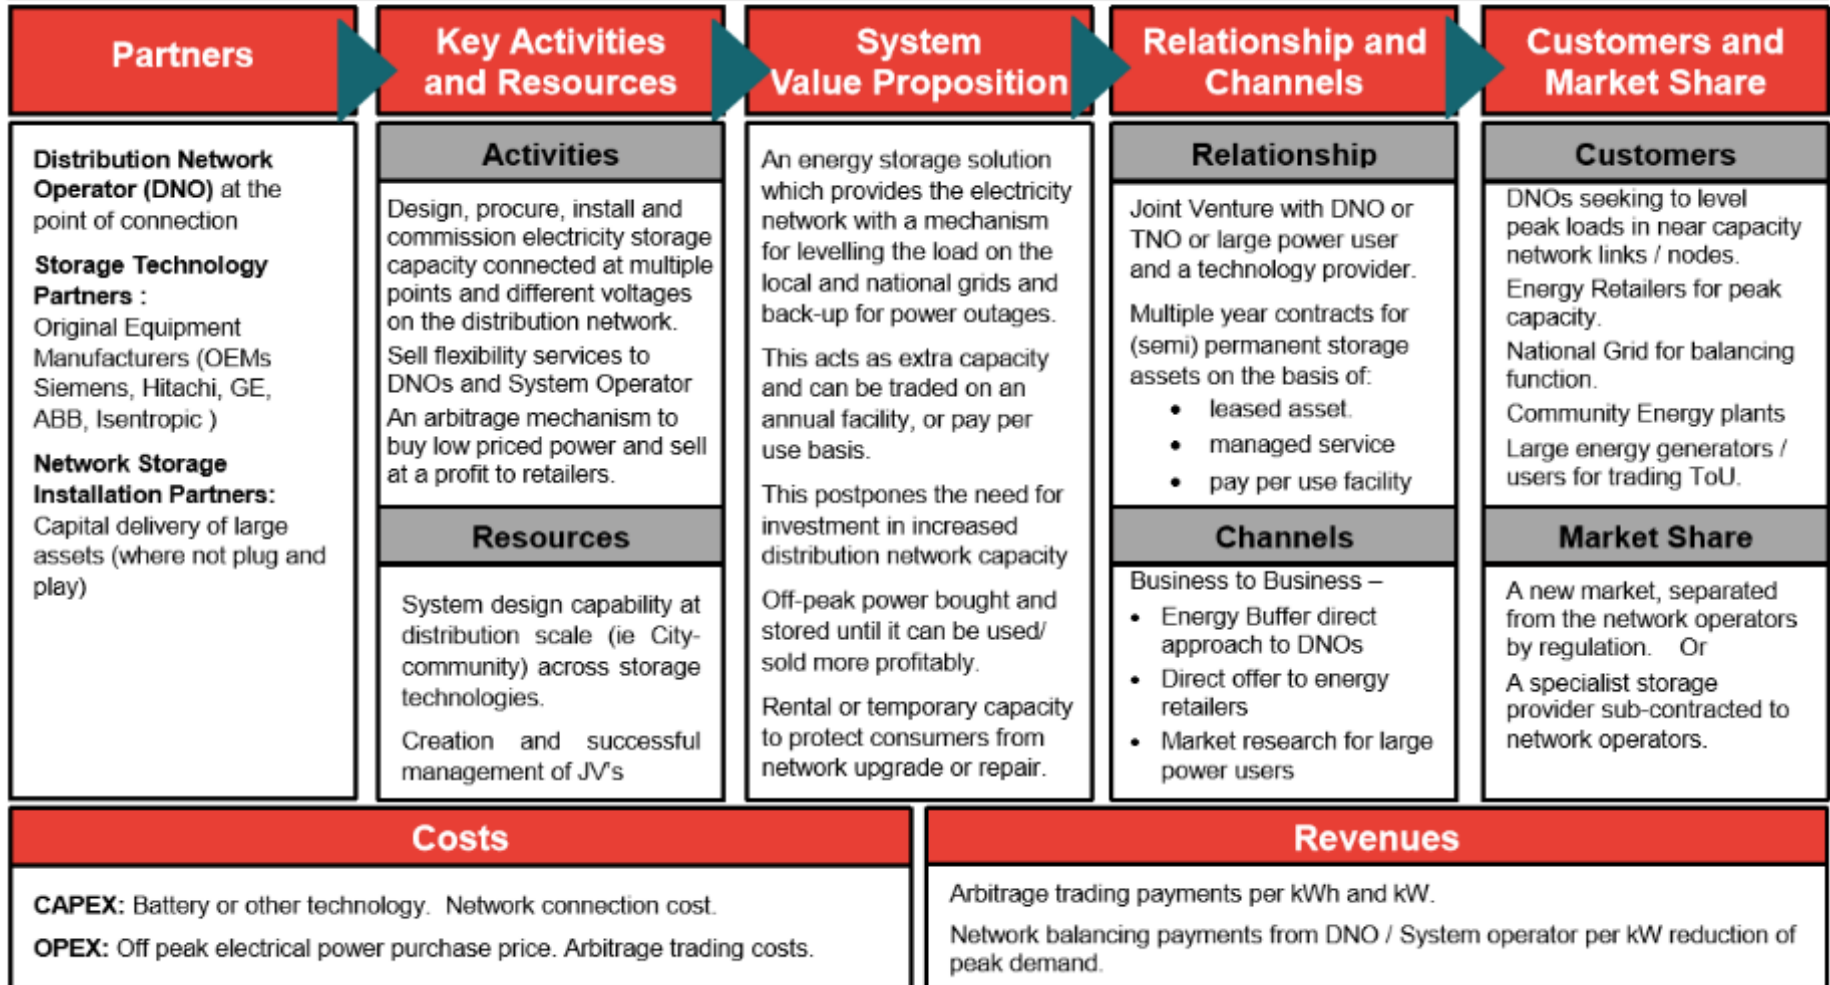 Partners
Key Activities
and Resources
System
Value Proposition
Relationship and
Channels
Customers and
Market Share
Distribution Network
Operator (DNO) at the
point of connection
Storage Technology
Partners :
Original Equipment
Manufacturers (OEMs
Siemens, Hitachi, GE,
ABB, Isentropic )
Network Storage
Installation Partners:
Capital delivery of large
assets (where not plug and
play)
Activities
Design, procure, install and
commission electricity storage
capacity connected at multiple
points and different voltages
on the distribution network.
Sell flexibility services to
DNOs and System Operator
An arbitrage mechanism to
buy low priced power and sell
at a profit to retailers.
Resources
System design capability at
distribution scale (ie City-
community) across storage
technologies.
Creation and successful
management of JV's
An energy storage solution
which provides the electricity
network with a mechanism
for levelling the load on the
local and national grids and
back-up for power outages.
This acts as extra capacity
and can be traded on an
annual facility, or pay per
use basis.
This postpones the need for
investment in increased
distribution network capacity
Off-peak power bought and
stored until it can be used/
sold more profitably.
Rental or temporary capacity
to protect consumers from
network upgrade or repair.
Relationship
Joint Venture with DNO or
TNO or large power user
and a technology provider.
Multiple year contracts for
(semi) permanent storage
assets on the basis of:
• leased asset.
• managed service
• pay per use facility
Channels
Business to Business –
• Energy Buffer direct
approach to DNOs
• Direct offer to energy
retailers
• Market research for large
power users
Customers
DNOs seeking to level
peak loads in near capacity
network links / nodes.
Energy Retailers for peak
capacity.
National Grid for balancing
function.
Community Energy plants
Large energy generators /
users for trading ToU.
Market Share
A new market, separated
from the network operators
by regulation. Or
A specialist storage
provider sub-contracted to
network operators.
Costs
CAPEX: Battery or other technology. Network connection cost.
OPEX: Off peak electrical power purchase price. Arbitrage trading costs.
Revenues
Arbitrage trading payments per kWh and kW.
Network balancing payments from DNO / System operator per kW reduction of
peak demand.